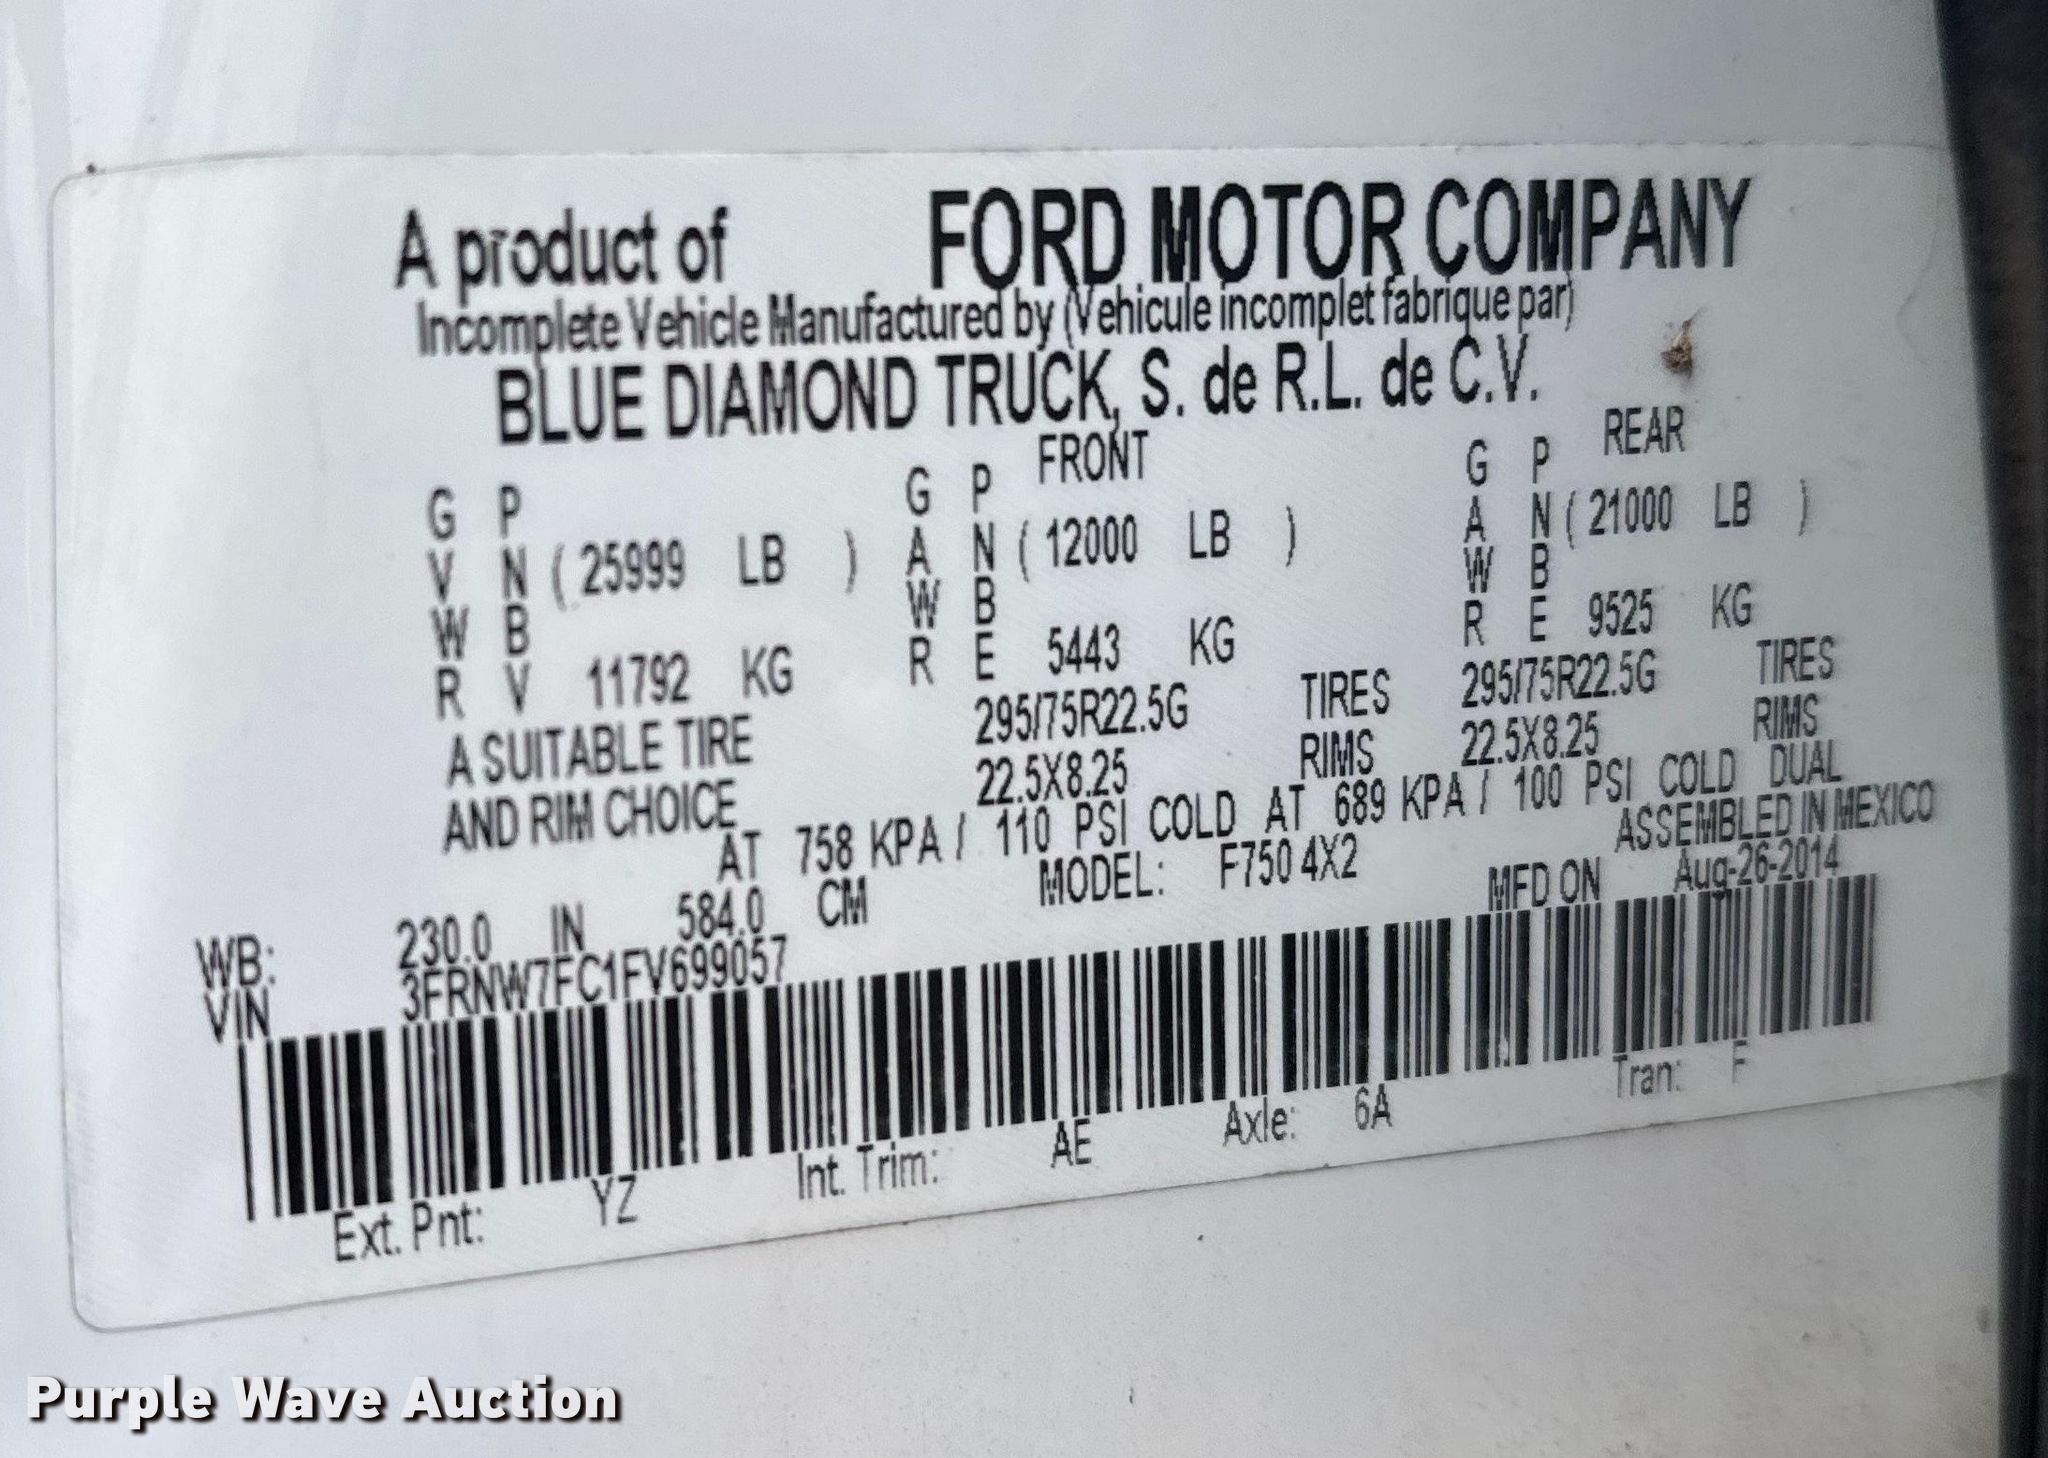 A product of FORD MOTOR COMPANY
Incomplete Vehicle Manufactured by (Vehicule incomplet fabrique par)
BLUE DIAMOND TRUCK, S. de R.L. de C.V.
FRONT REAR
G P G P G P
V N ( 25999 LB ) A N ( 12000 LB ) A N ( 21000 LB )
W B W B W B
R V 11792 KG R E 5443 KG R E 9525 KG
A SUITABLE TIRE 295/75R22.5G TIRES 295/75R22.5G TIRES
AND RIM CHOICE 22.5X8.25 RIMS 22.5X8.25 RIMS
AT 758 KPA / 110 PSI COLD AT 689 KPA / 100 PSI COLD DUAL
ASSEMBLED IN MEXICO
WB: 230.0 IN 584.0 CM MODEL: F750 4X2 MFD ON Aug-26-2014
VIN 3FRNW7FC1FV699057
Ext. Pnt: YZ Int. Trim: AE Axle: 6A Tran: F
Purple Wave Auction